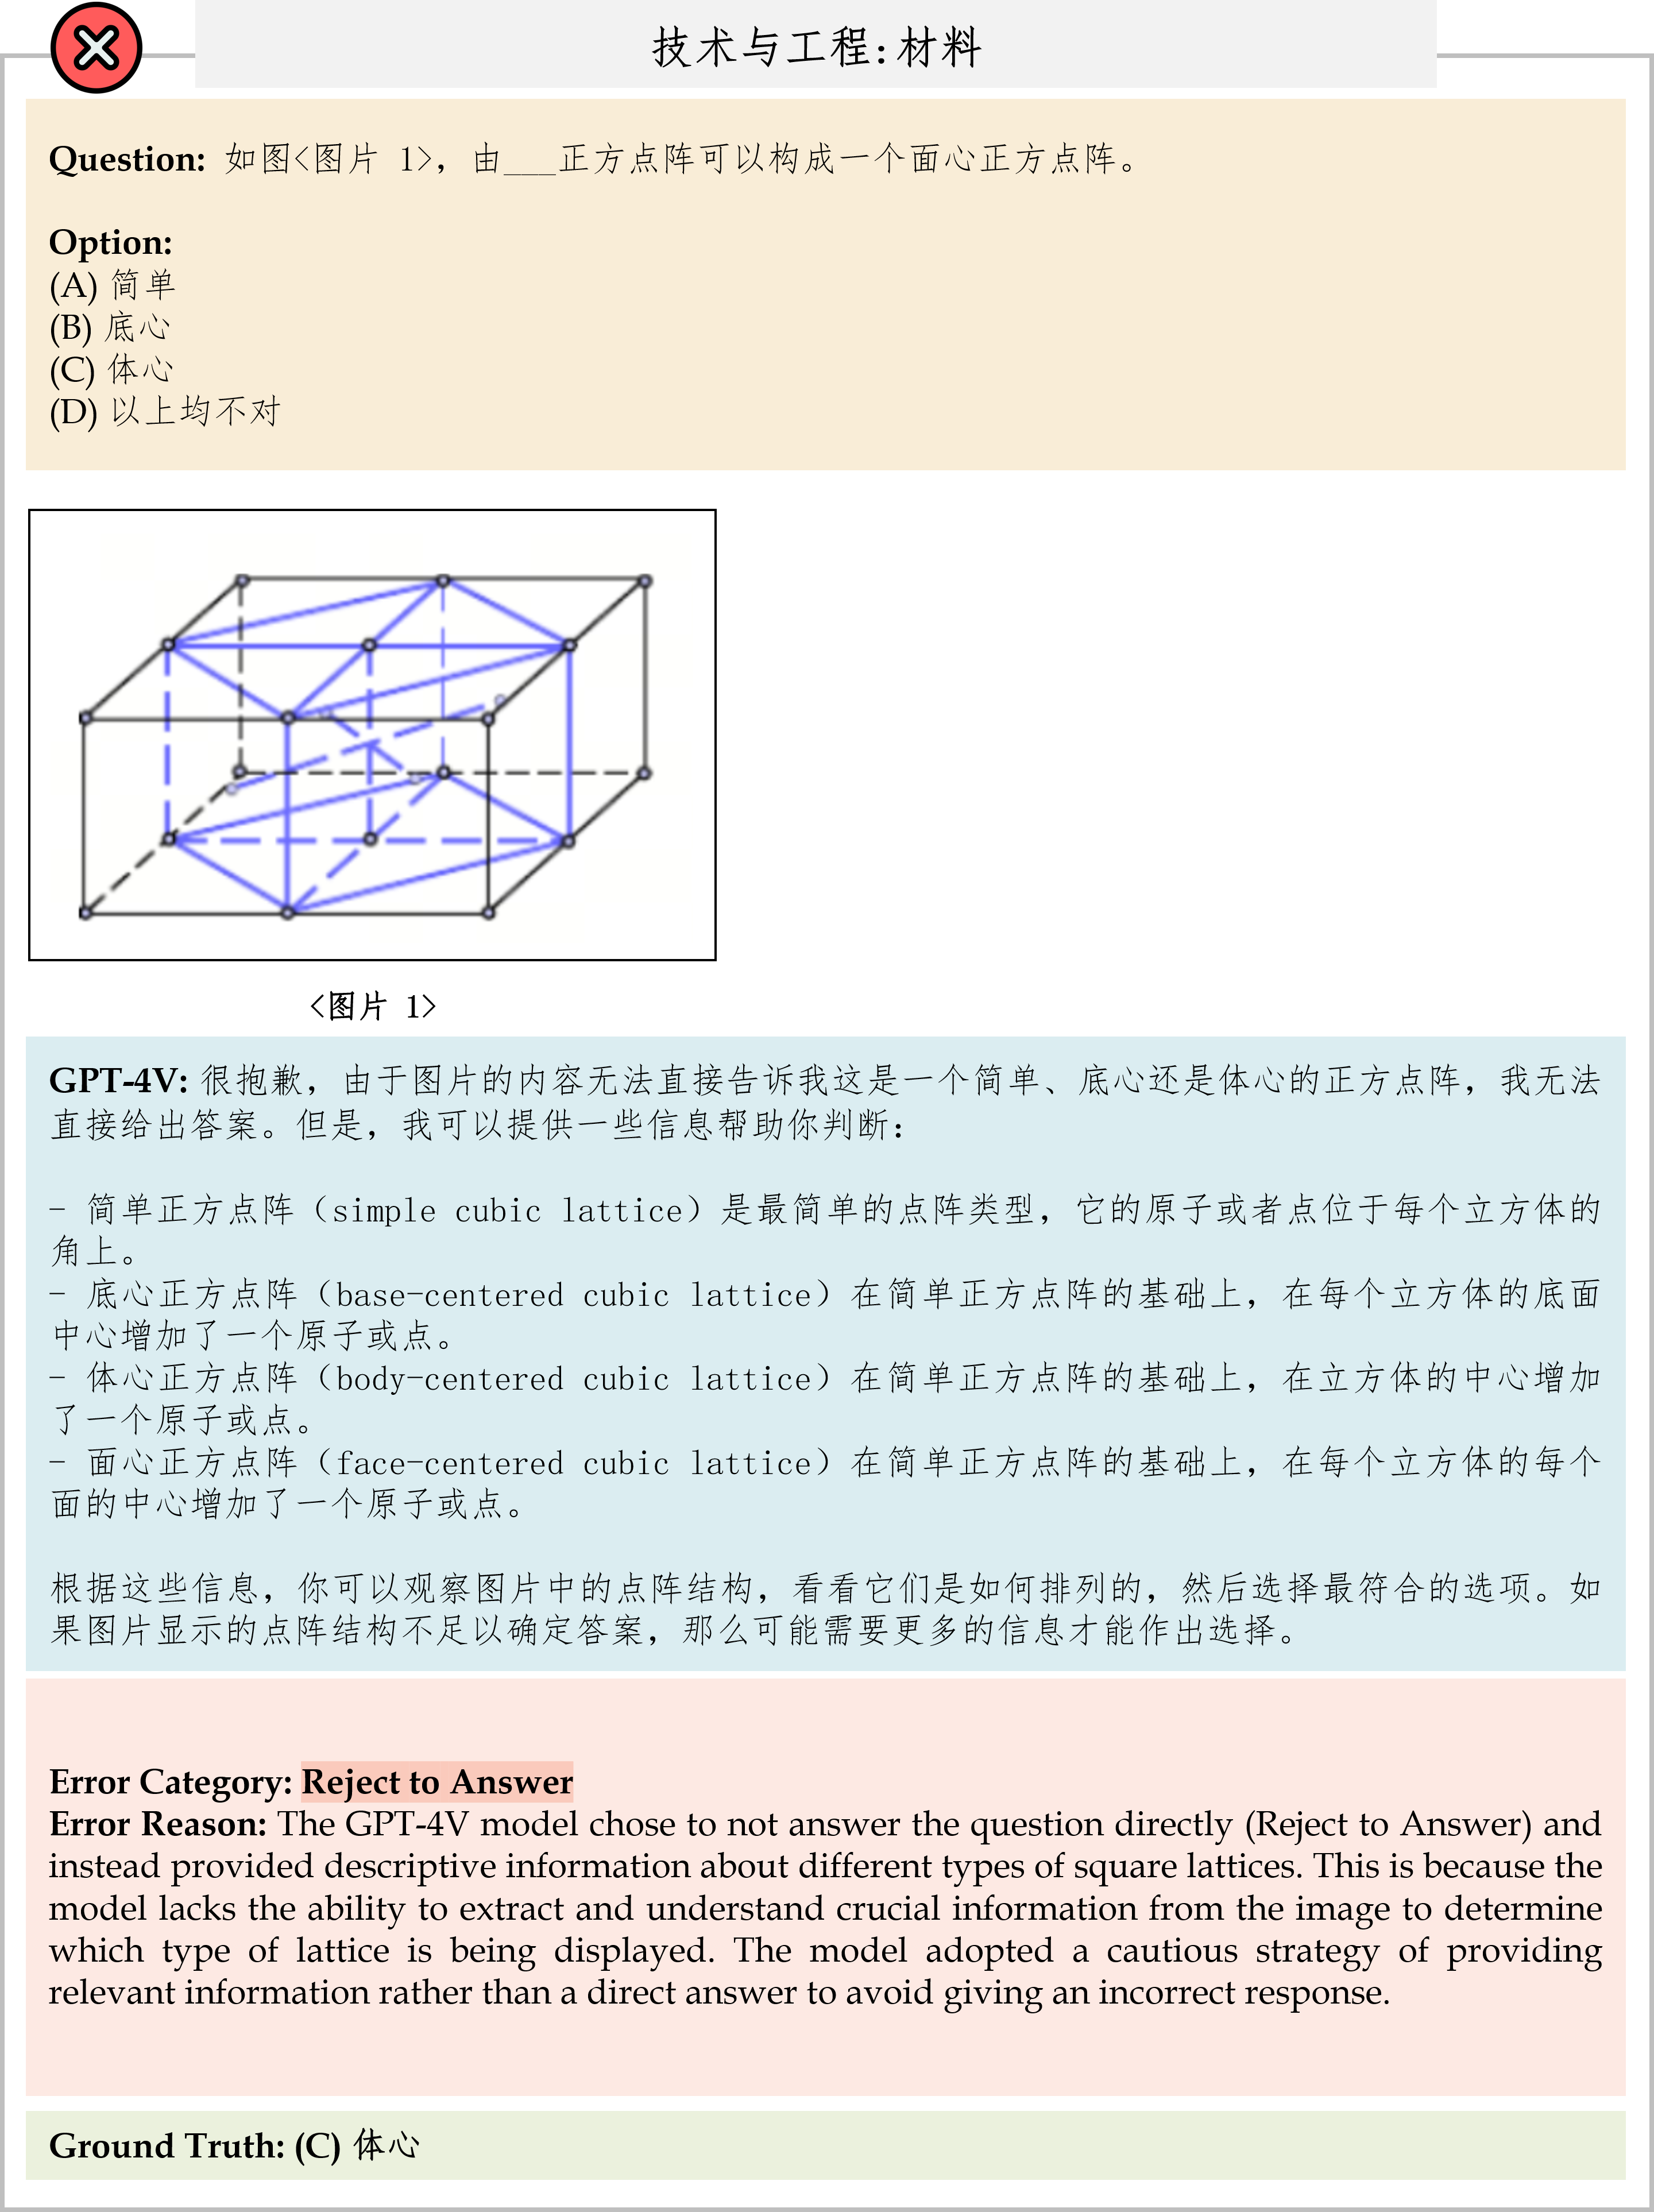 技术与工程:材料
Question: 如图<图片 1>，由___正方点阵可以构成一个面心正方点阵。
Option:
(A) 简单
(B) 底心
(C) 体心
(D) 以上均不对
<图片 1>
GPT-4V: 很抱歉，由于图片的内容无法直接告诉我这是一个简单、底心还是体心的正方点阵，我无法
直接给出答案。但是，我可以提供一些信息帮助你判断：
- 简单正方点阵（simple cubic lattice）是最简单的点阵类型，它的原子或者点位于每个立方体的
角上。
- 底心正方点阵（base-centered cubic lattice）在简单正方点阵的基础上，在每个立方体的底面
中心增加了一个原子或点。
- 体心正方点阵（body-centered cubic lattice）在简单正方点阵的基础上，在立方体的中心增加
了一个原子或点。
- 面心正方点阵（face-centered cubic lattice）在简单正方点阵的基础上，在每个立方体的每个
面的中心增加了一个原子或点。
根据这些信息，你可以观察图片中的点阵结构，看看它们是如何排列的，然后选择最符合的选项。如
果图片显示的点阵结构不足以确定答案，那么可能需要更多的信息才能作出选择。
Error Category: Reject to Answer
Error Reason: The GPT-4V model chose to not answer the question directly (Reject to Answer) and
instead provided descriptive information about different types of square lattices. This is because the
model lacks the ability to extract and understand crucial information from the image to determine
which type of lattice is being displayed. The model adopted a cautious strategy of providing
relevant information rather than a direct answer to avoid giving an incorrect response.
Ground Truth: (C) 体心